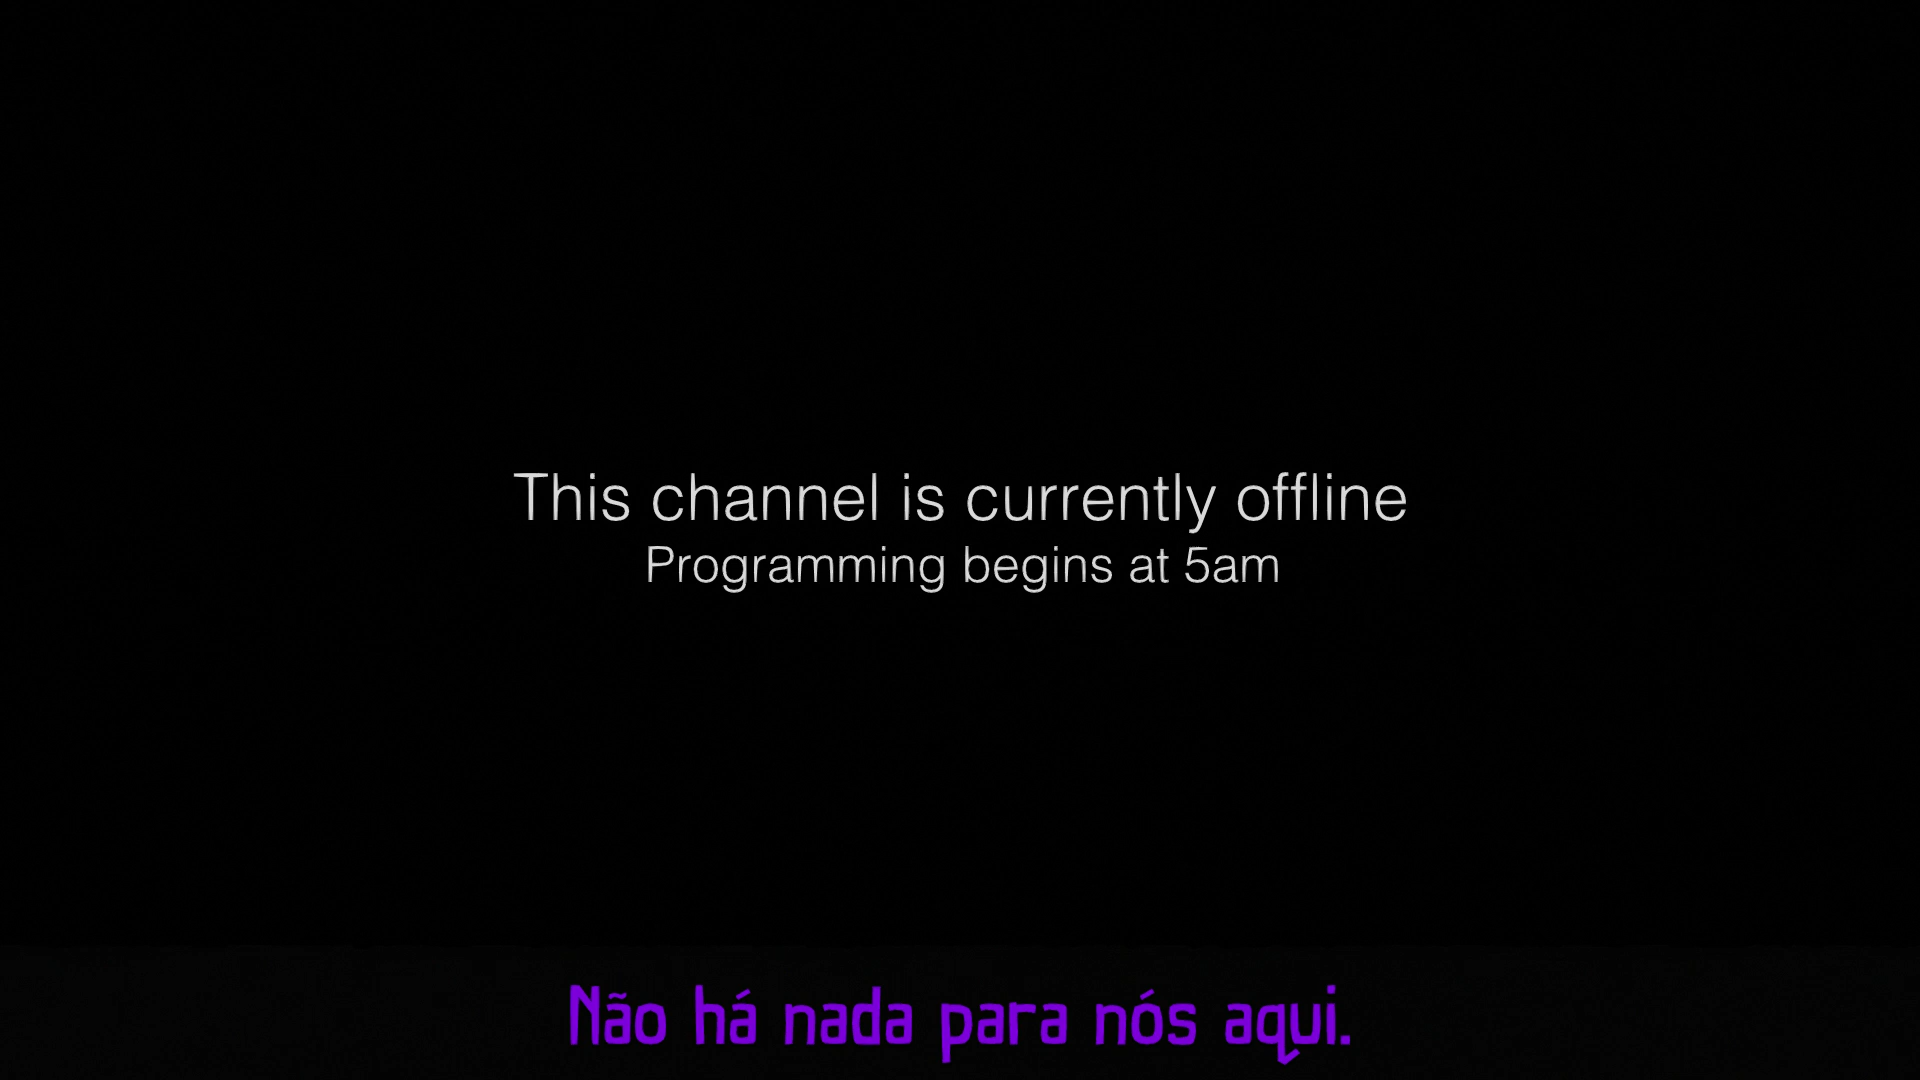 This channel is currently offline
Programming begins at 5am
Não há nada para nós aqui.